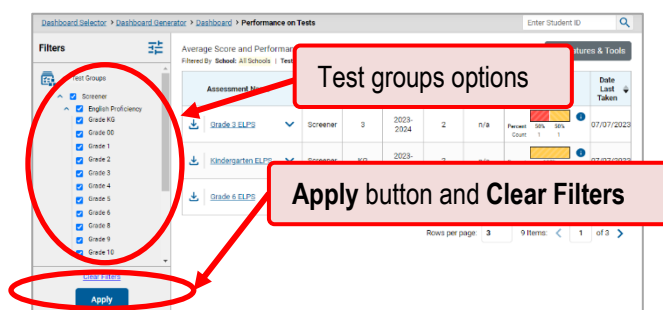 Dashboard Selector > Dashboard Generator > Dashboard > Performance on Tests
Enter Student ID
Filters
Average Score and Performan
Filtered By School: All Schools | Test
tures & Tools
Test groups options
Test Groups
Screener
English Proficiency
Grade KG
Grade 00
Grade 1
Grade 2
Grade 3
Grade 4
Grade 5
Grade 6
Grade 8
Grade 9
Grade 10
Clear Filters
Apply
Assessment
Date Last Taken
Grade 3 ELPS Screener 3 2023-2024 2 n/a Percent 50% 50% Count 1 1 07/07/2023
Kindergarten ELPS Screener KG 2023- 2 n/a 07/07/2023
Grade 6 ELPS
Apply button and Clear Filters
Rows per page: 3 9 Items: 1 of 3